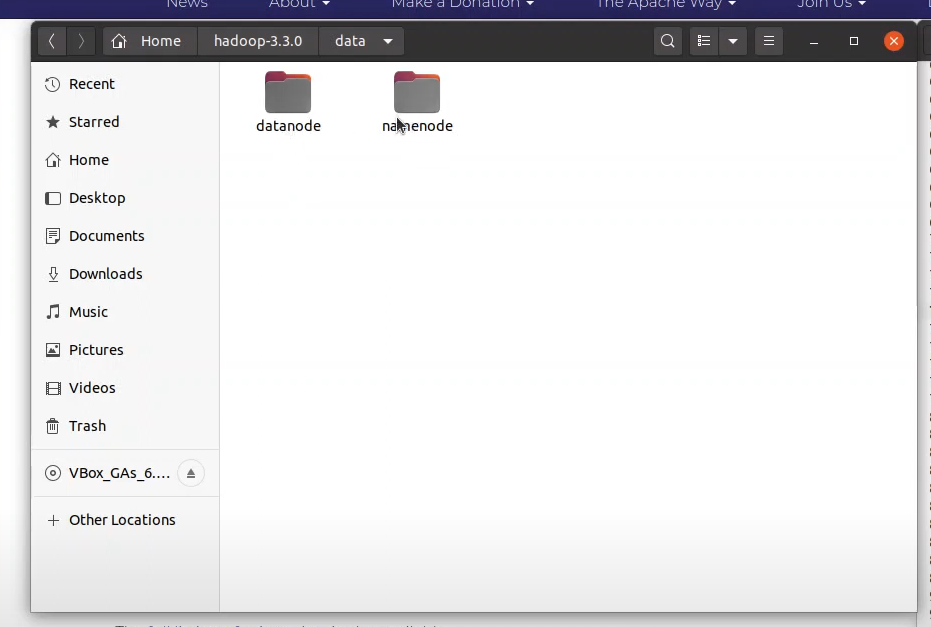 News About Make a Donation The Apache Way Join Us
Home hadoop-3.3.0 data
Recent
datanode namenode
Starred
Home
Desktop
Documents
Downloads
Music
Pictures
Videos
Trash
VBox_GAs_6....
Other Locations